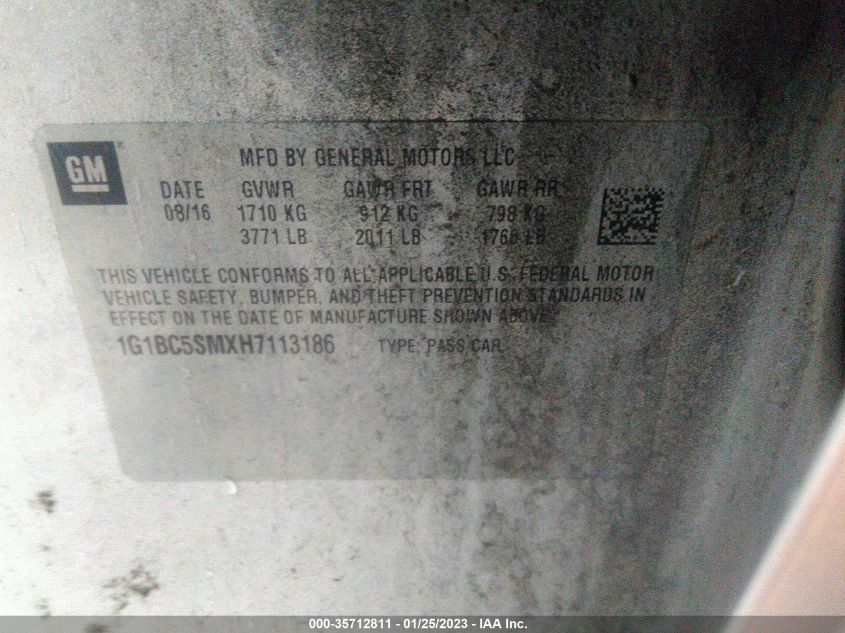 GM
MFD BY GENERAL MOTORS LLC
DATE GVWR GAWR FRT GAWR RR
08/16 1710 KG 912 KG 798 KG
3771 LB 2011 LB 1760 LB
THIS VEHICLE CONFORMS TO ALL APPLICABLE U.S. FEDERAL MOTOR
VEHICLE SAFETY, BUMPER, AND THEFT PREVENTION STANDARDS IN
EFFECT ON THE DATE OF MANUFACTURE SHOWN ABOVE.
1G1BC5SMXH7113186 TYPE: PASS CAR
000-35712811 - 01/25/2023 - IAA Inc.